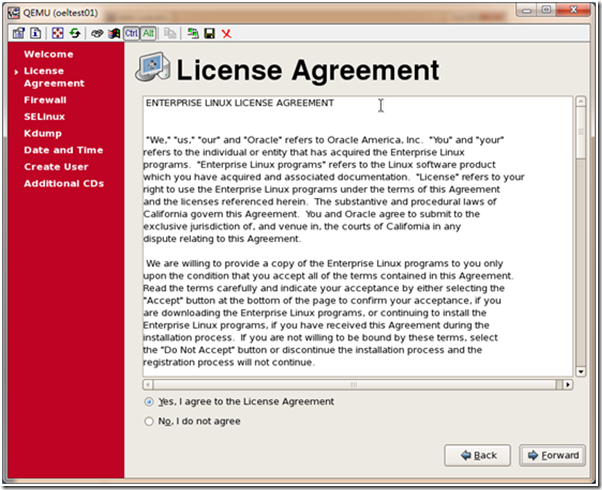 QEMU (oeltest01)
Ctrl Alt
Welcome
License
Agreement
Firewall
SELinux
Kdump
Date and Time
Create User
Additional CDs
License Agreement
ENTERPRISE LINUX LICENSE AGREEMENT
"We," "us," "our" and "Oracle" refers to Oracle America, Inc.  "You" and "your"
refers to the individual or entity that has acquired the Enterprise Linux
programs.  "Enterprise Linux programs" refers to the Linux software product
which you have acquired and associated documentation.  "License" refers to your
right to use the Enterprise Linux programs under the terms of this Agreement
and the licenses referenced herein.  The substantive and procedural laws of
California govern this Agreement.  You and Oracle agree to submit to the
exclusive jurisdiction of, and venue in, the courts of California in any
dispute relating to this Agreement.
We are willing to provide a copy of the Enterprise Linux programs to you only
upon the condition that you accept all of the terms contained in this Agreement.
Read the terms carefully and indicate your acceptance by either selecting the
"Accept" button at the bottom of the page to confirm your acceptance, if you
are downloading the Enterprise Linux programs, or continuing to install the
Enterprise Linux programs, if you have received this Agreement during the
installation process.  If you are not willing to be bound by these terms, select
the "Do Not Accept" button or discontinue the installation process and the
registration process will not continue.
Yes, I agree to the License Agreement
No, I do not agree
Back
Forward